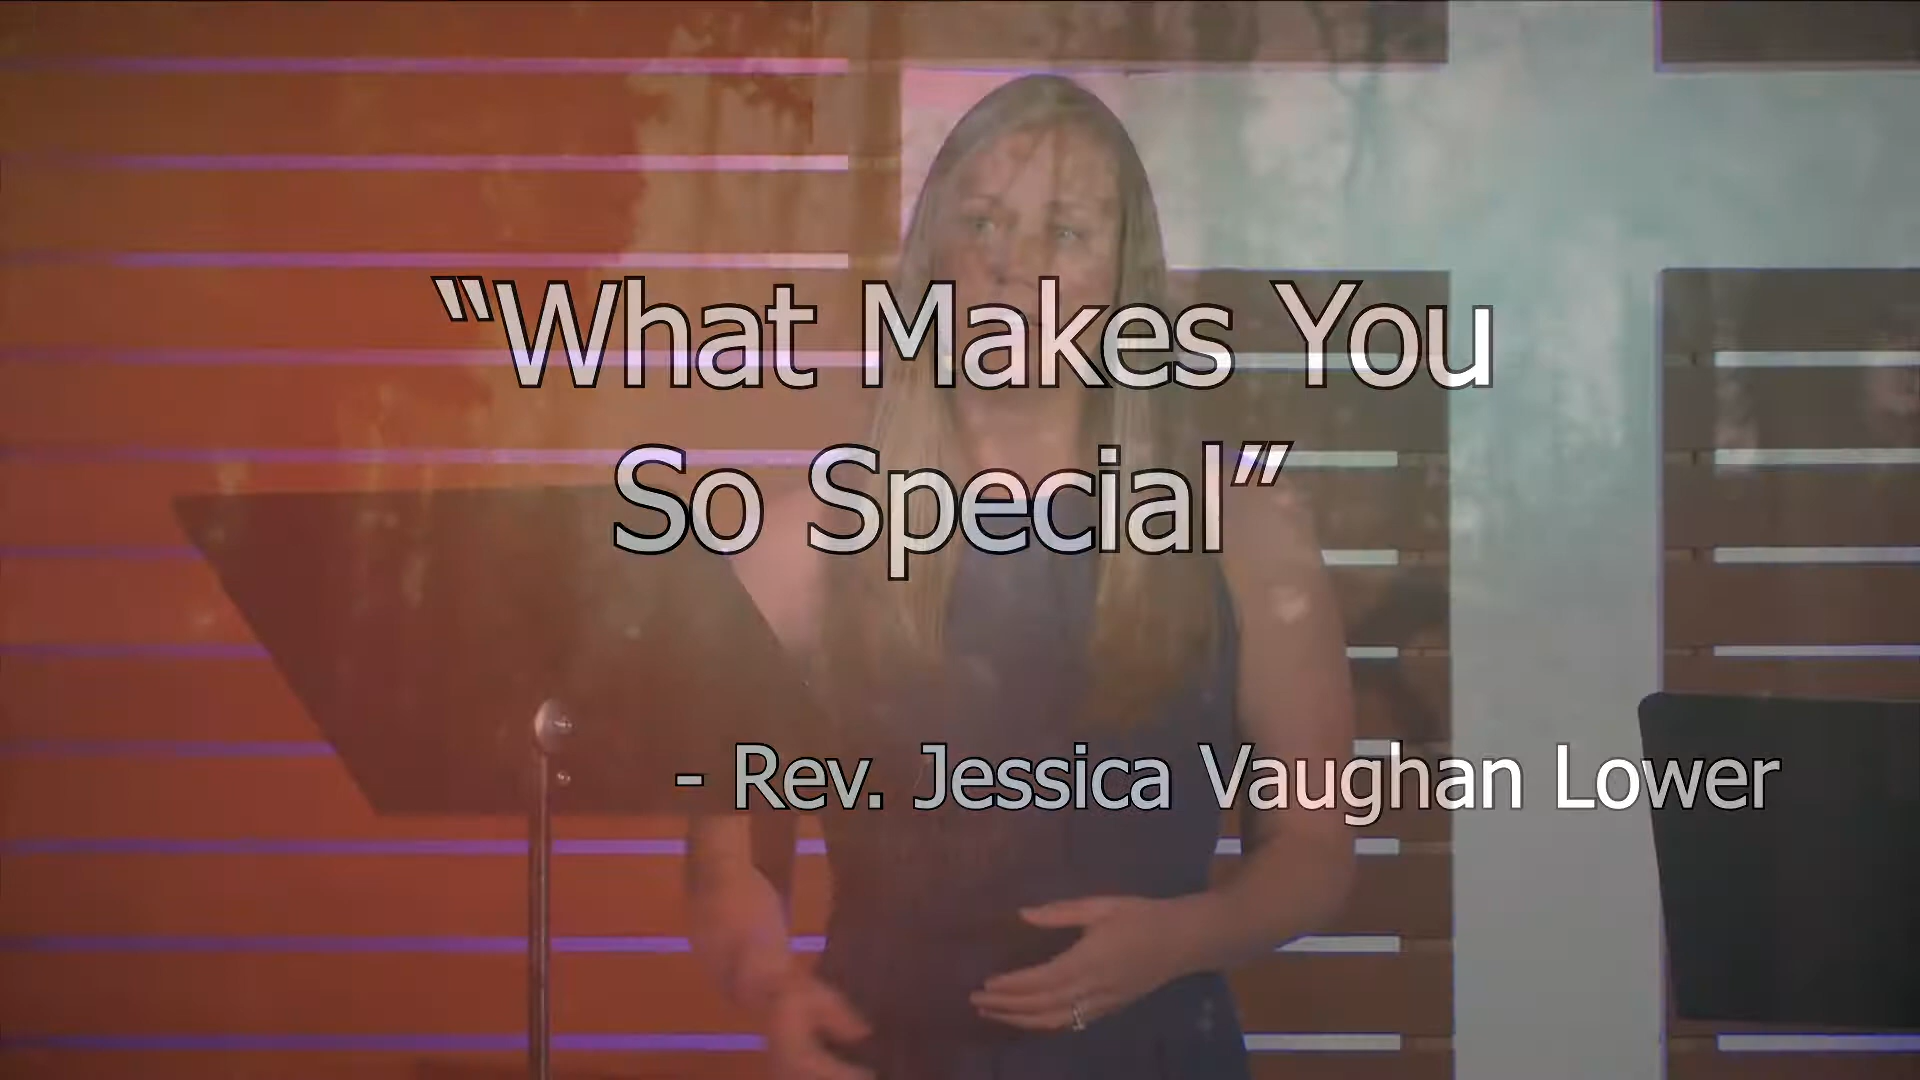 “What Makes You
So Special”
- Rev. Jessica Vaughan Lower